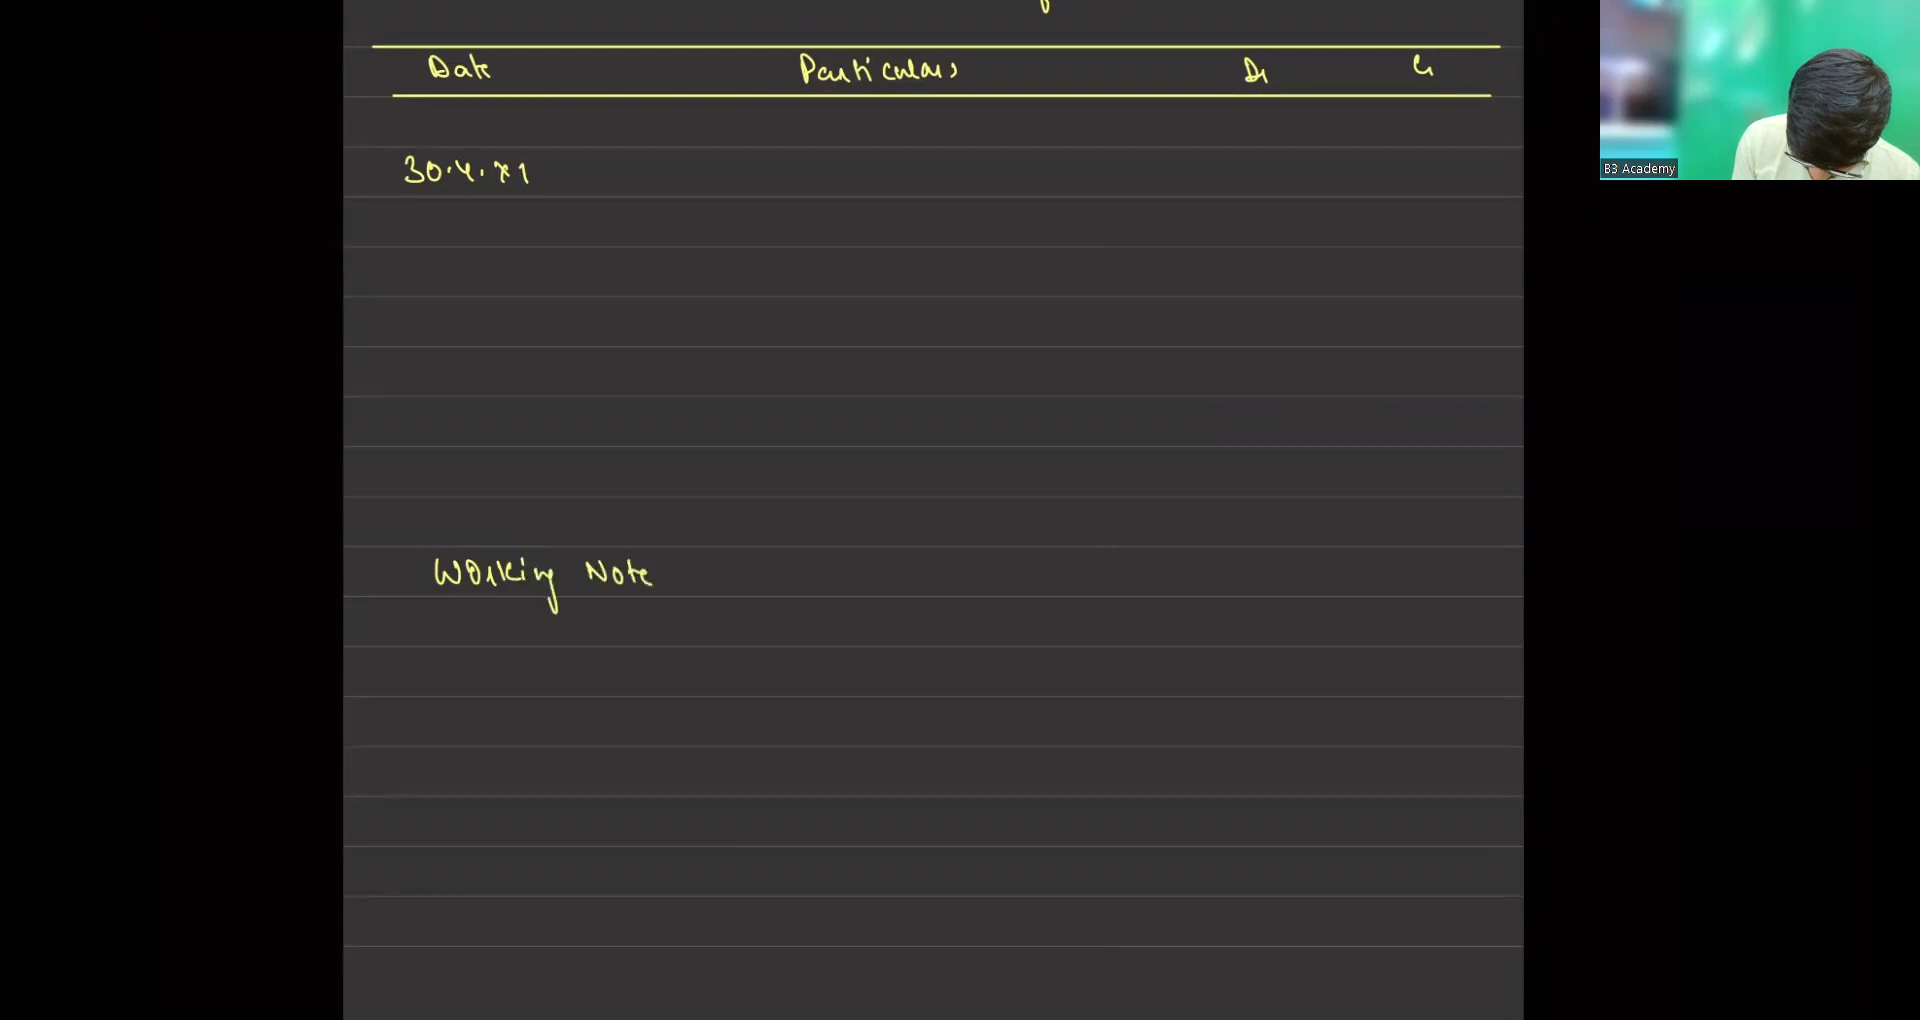 Date Particulars Dr Cr
30.4.x1
Working Note
B3 Academy